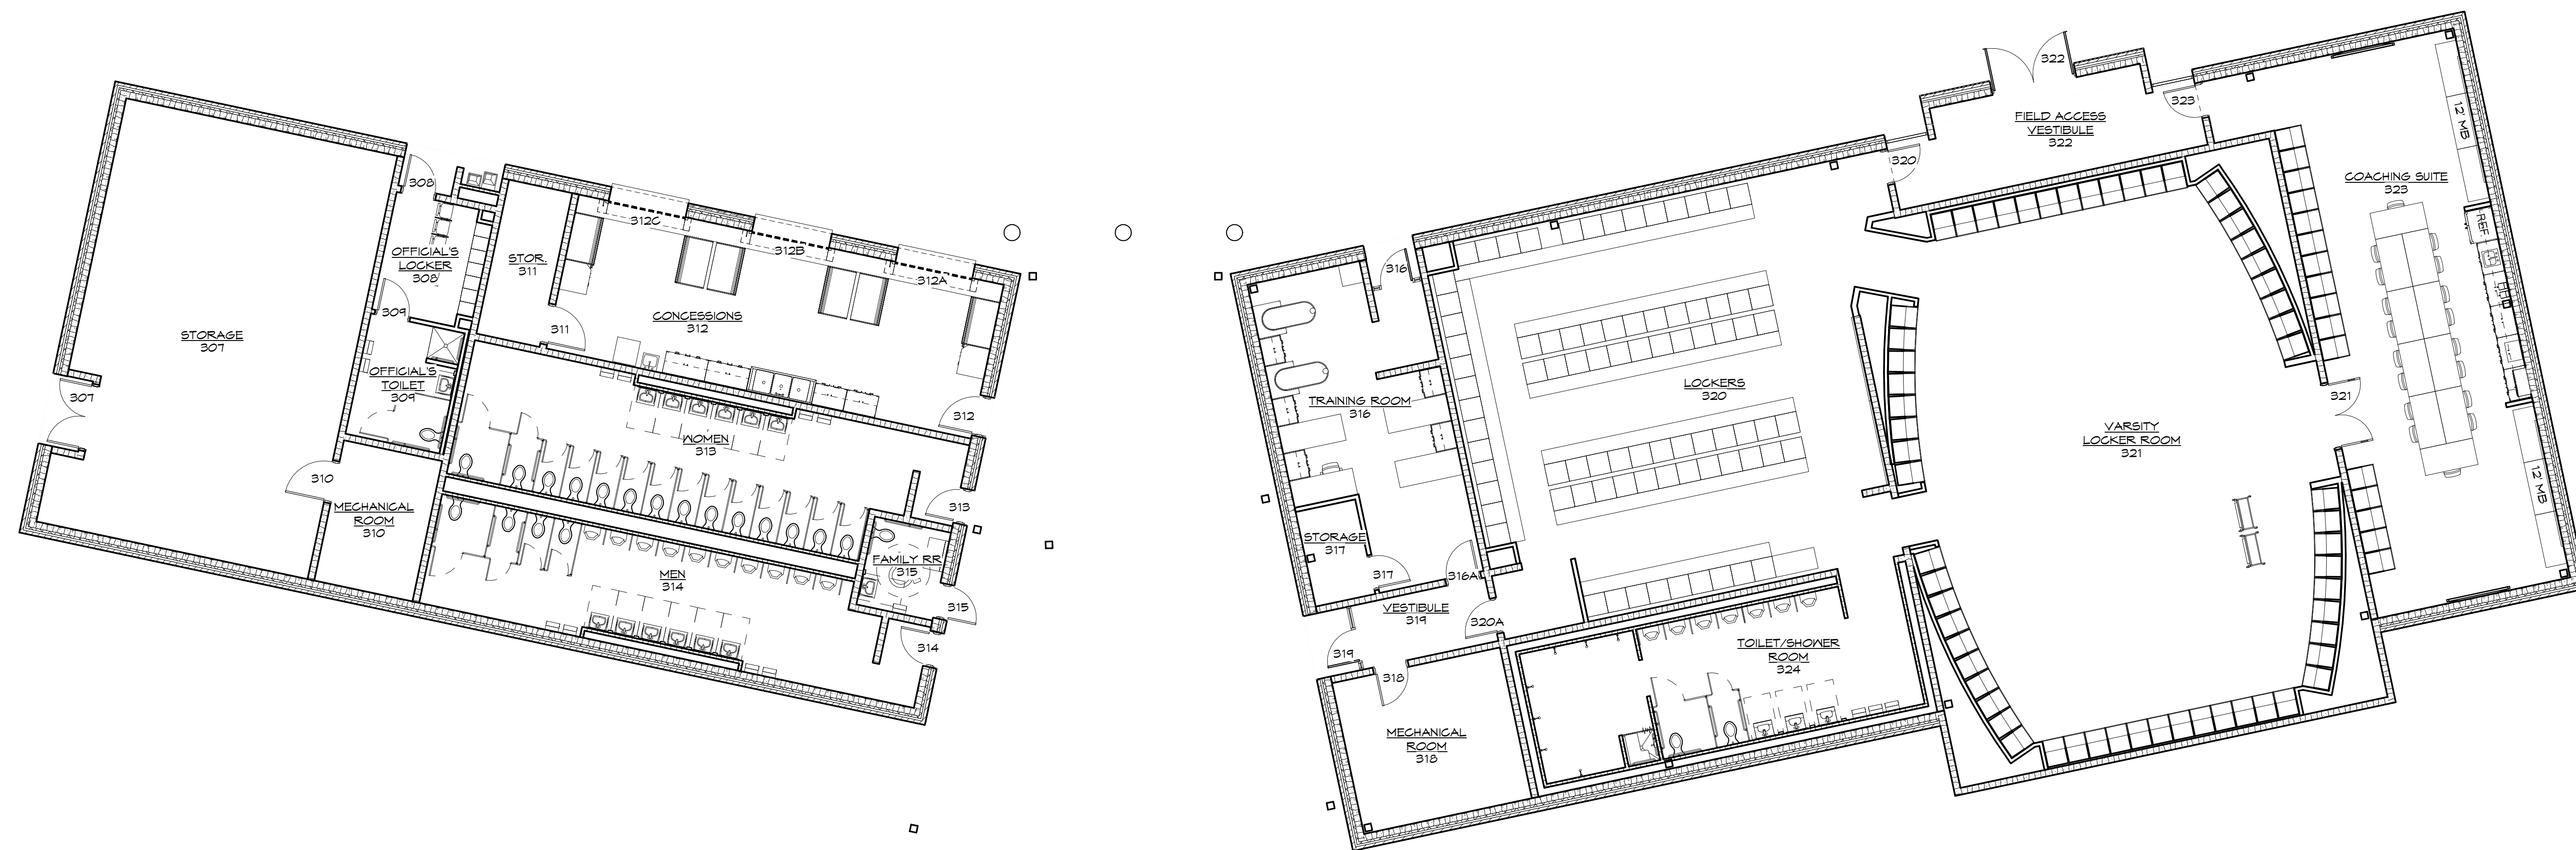 308
312C
312B
312A
OFFICIAL'S
LOCKER
308
STOR.
311
STORAGE
307
309
311
CONCESSIONS
312
OFFICIAL'S
TOILET
309
307
312
WOMEN
313
310
MECHANICAL
ROOM
310
313
MEN
314
FAMILY RR
315
315
314
322
FIELD ACCESS
VESTIBULE
322
323
320
12' MB
COACHING SUITE
323
REF.
316
LOCKERS
320
321
TRAINING ROOM
316
VARSITY
LOCKER ROOM
321
12' MB
STORAGE
317
317
316A
VESTIBULE
319
320A
319
318
TOILET/SHOWER
ROOM
324
MECHANICAL
ROOM
318